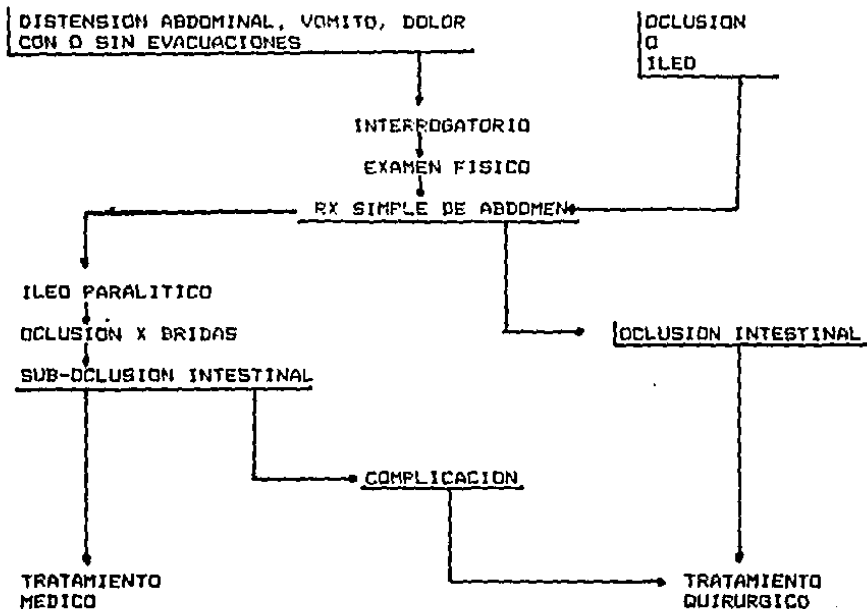 DISTENSION ABDOMINAL, VOMITO, DOLOR
CON O SIN EVACUACIONES
OCLUSION
O
ILEO
INTERROGATORIO
EXAMEN FISICO
RX SIMPLE DE ABDOMEN
ILEO PARALITICO
OCLUSION X BRIDAS
SUB-OCLUSION INTESTINAL
OCLUSION INTESTINAL
COMPLICACION
TRATAMIENTO
MEDICO
TRATAMIENTO
QUIRURGICO